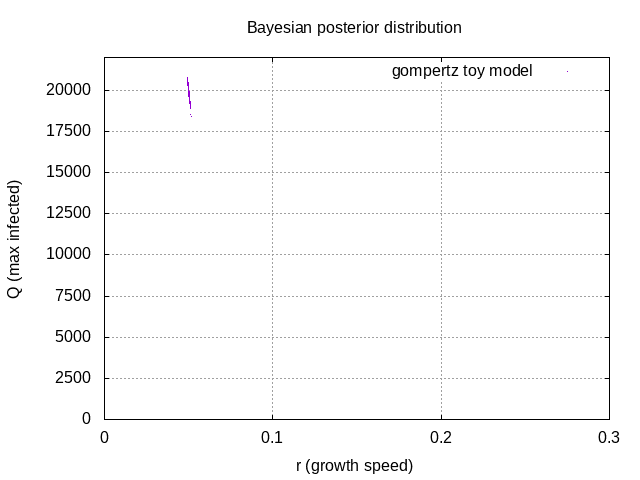 Bayesian posterior distribution
gompertz toy model
20000
17500
15000
12500
10000
7500
5000
2500
0
Q (max infected)
0 0.1 0.2 0.3
r (growth speed)